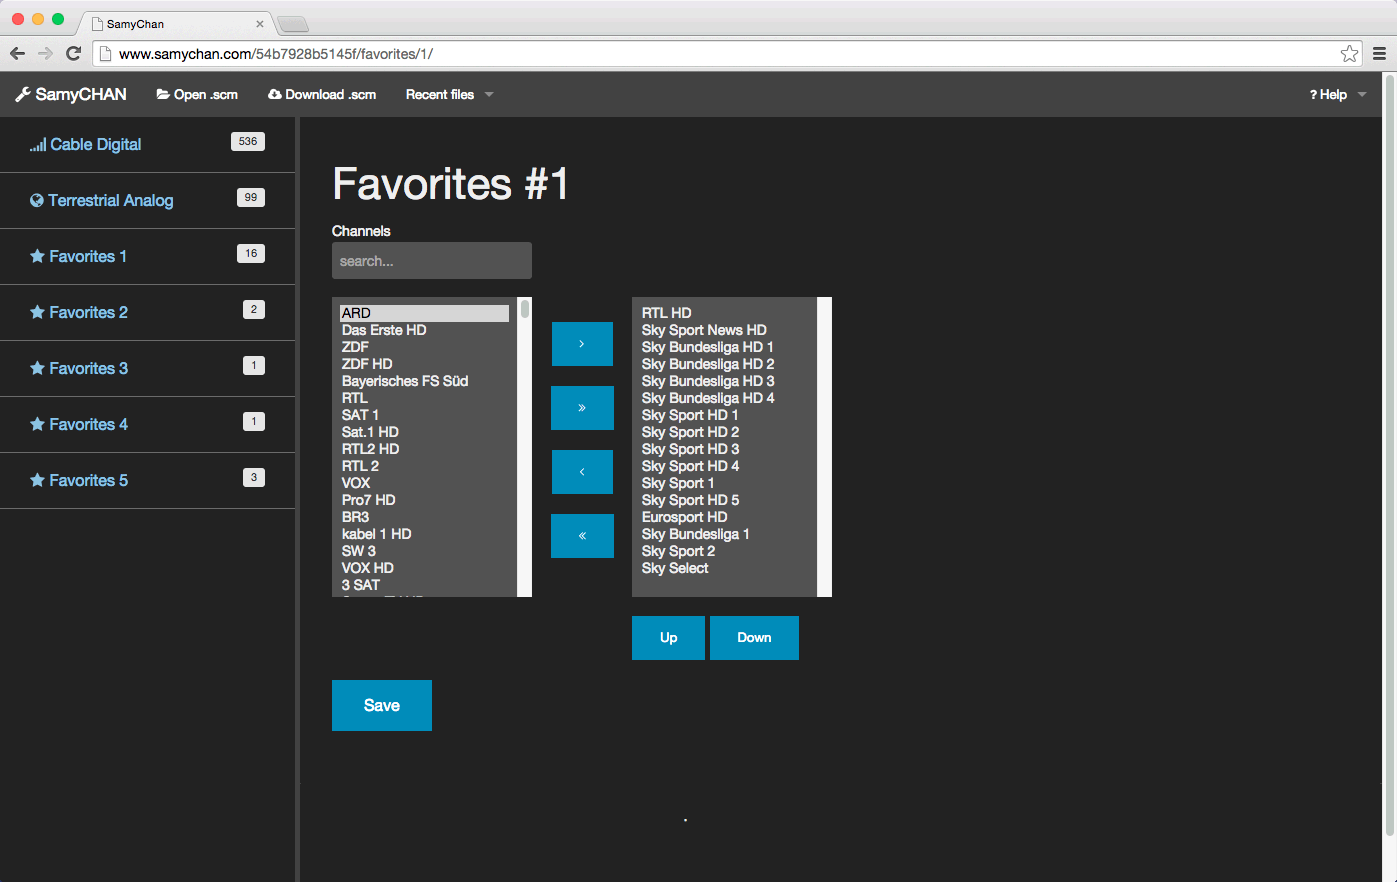 SamyChan
www.samychan.com/54b7928b5145f/favorites/1/
SamyCHAN
Open .scm
Download .scm
Recent files
? Help
Cable Digital 536
Terrestrial Analog 99
Favorites 1 16
Favorites 2 2
Favorites 3 1
Favorites 4 1
Favorites 5 3
Favorites #1
Channels
search...
ARD
Das Erste HD
ZDF
ZDF HD
Bayerisches FS Süd
RTL
SAT 1
Sat.1 HD
RTL2 HD
RTL 2
VOX
Pro7 HD
BR3
kabel 1 HD
SW 3
VOX HD
3 SAT
›
»
‹
«
RTL HD
Sky Sport News HD
Sky Bundesliga HD 1
Sky Bundesliga HD 2
Sky Bundesliga HD 3
Sky Bundesliga HD 4
Sky Sport HD 1
Sky Sport HD 2
Sky Sport HD 3
Sky Sport HD 4
Sky Sport 1
Sky Sport HD 5
Eurosport HD
Sky Bundesliga 1
Sky Sport 2
Sky Select
Up
Down
Save